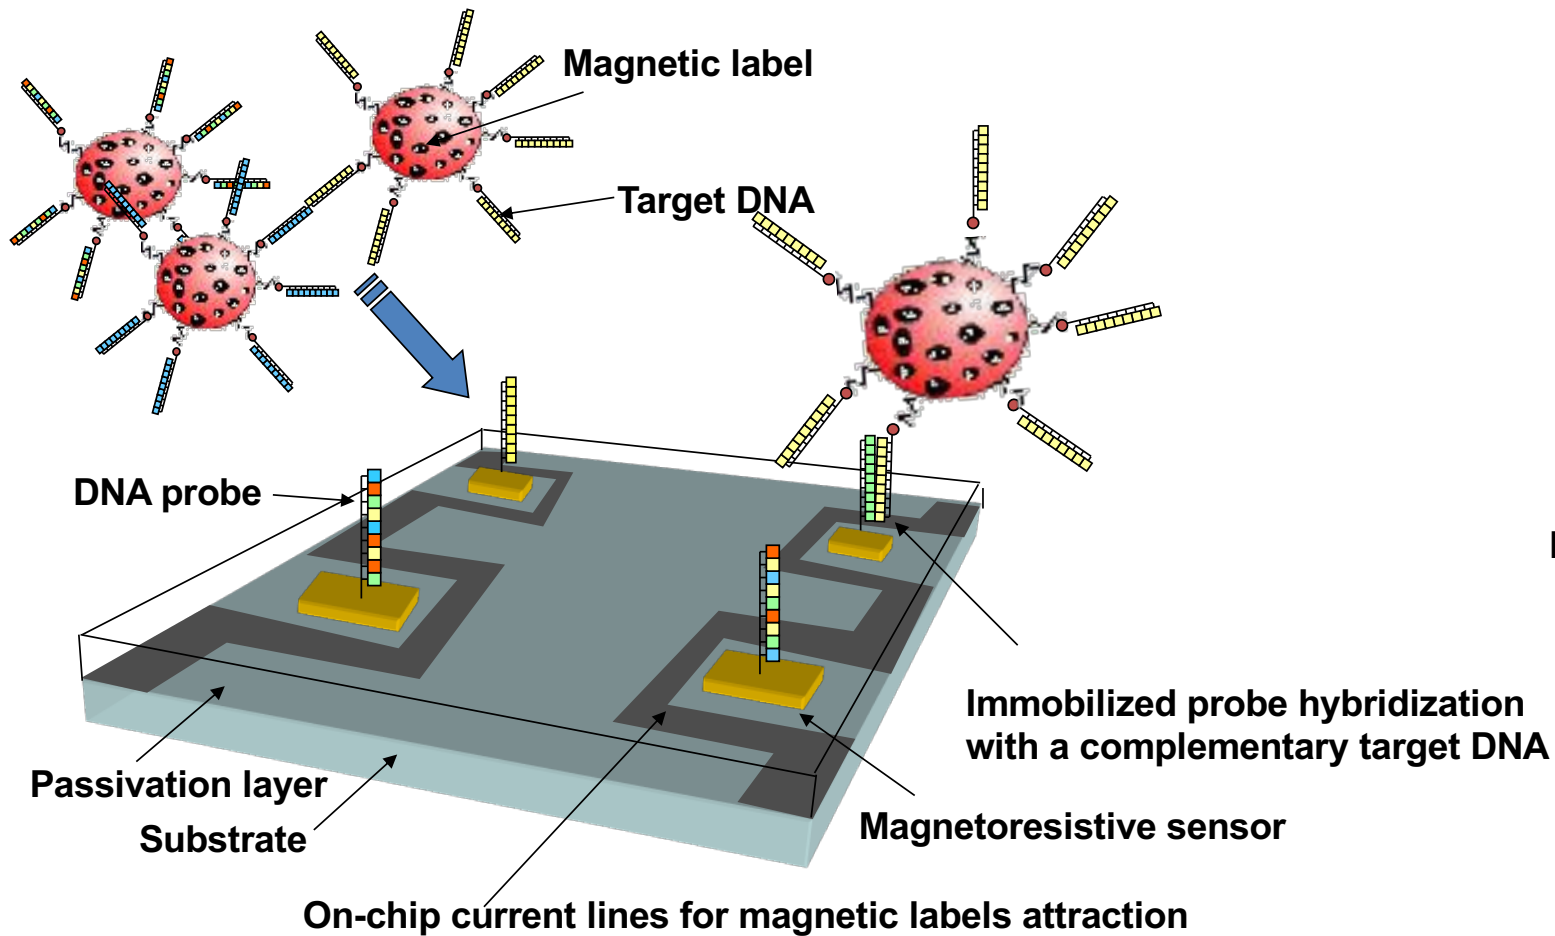 Magnetic label
Target DNA
DNA probe
Immobilized probe hybridization
with a complementary target DNA
Passivation layer
Substrate
Magnetoresistive sensor
On-chip current lines for magnetic labels attraction